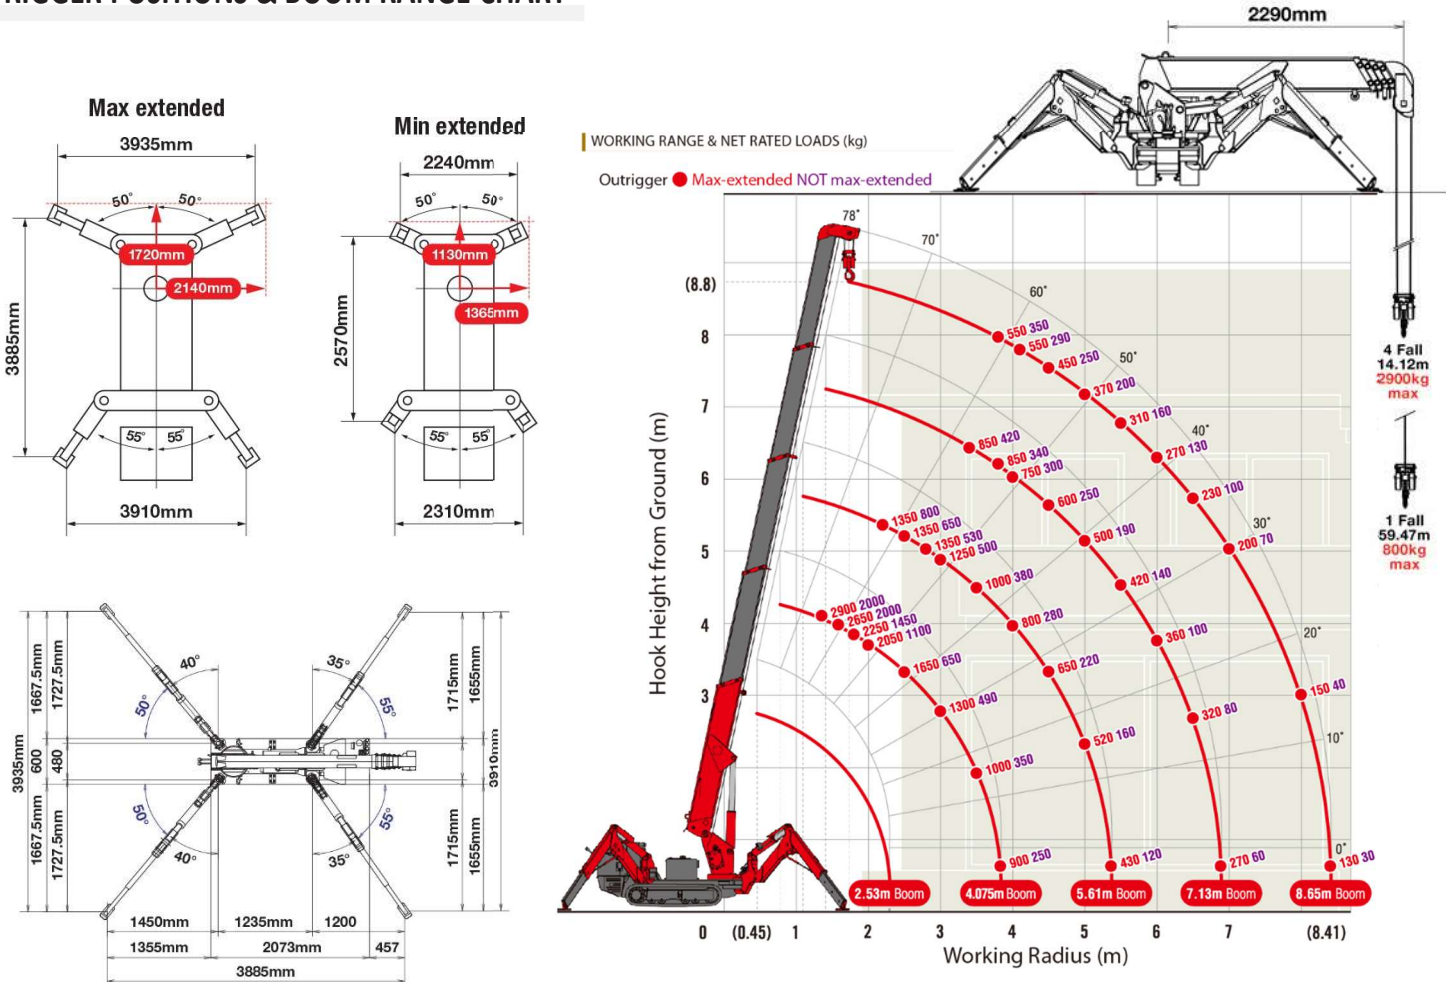 RIGGER POSITIONS & BOOM RANGE CHART
Max extended
3935mm
50° 50°
1720mm
2140mm
3885mm
55° 55°
3910mm
Min extended
2240mm
50° 50°
1130mm
1365mm
2570mm
55° 55°
2310mm
WORKING RANGE & NET RATED LOADS (kg)
Outrigger Max-extended NOT max-extended
2290mm
4 Fall
14.12m
2900kg
max
1 Fall
59.47m
800kg
max
78°
70°
60°
50°
40°
30°
20°
10°
0°
Hook Height from Ground (m)
(8.8)
8
7
6
5
4
3
550 350
550 290
450 250
370 200
310 160
270 130
230 100
200 70
150 40
130 30
850 420
850 340
750 300
600 250
500 190
420 140
360 100
320 80
270 60
1350 800
1350 650
1350 530
1250 500
1000 380
800 280
650 220
520 160
430 120
2900 2000
2650 2000
2250 1450
2050 1100
1650 650
1300 490
1000 350
900 250
2.53m Boom
4.075m Boom
5.61m Boom
7.13m Boom
8.65m Boom
0 (0.45) 1 2 3 4 5 6 7 (8.41)
Working Radius (m)
3935mm
1667.5mm
1727.5mm
600
480
1667.5mm
1727.5mm
40°
50°
35°
55°
50°
40°
55°
35°
1715mm
1655mm
3910mm
1715mm
1655mm
1450mm 1235mm 1200
1355mm 2073mm 457
3885mm